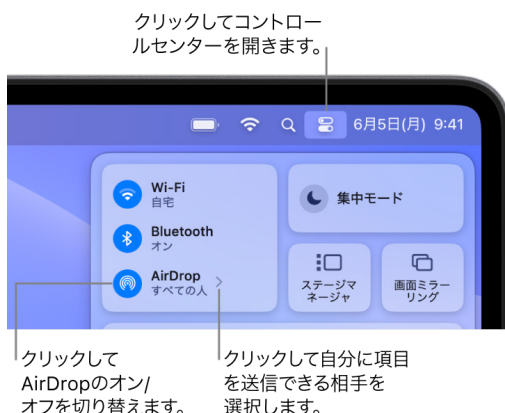 クリックしてコントロー
ルセンターを開きます。
6月5日(月) 9:41
Wi-Fi
自宅
集中モード
Bluetooth
オン
AirDrop
すべての人
ステージマ
ネージャ
画面ミラー
リング
クリックして
AirDropのオン/
オフを切り替えます。
クリックして自分に項目
を送信できる相手を
選択します。